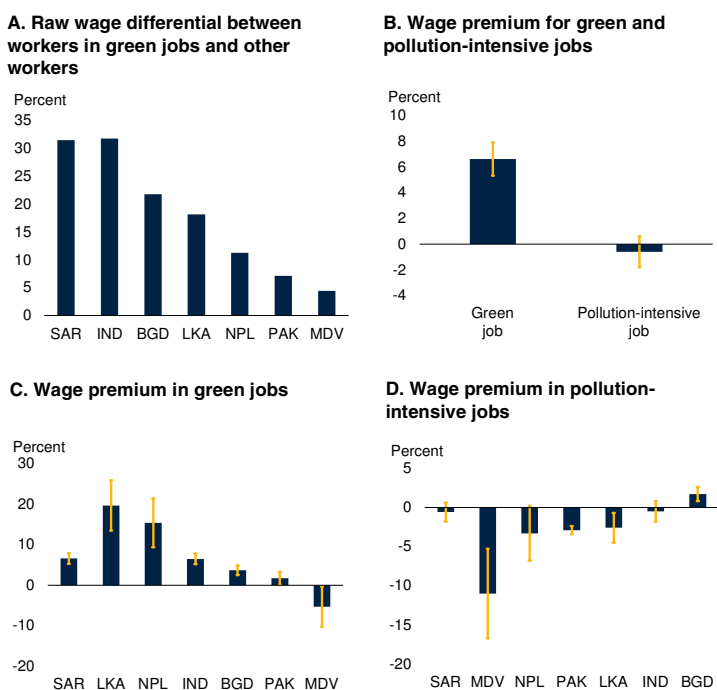 A. Raw wage differential between
workers in green jobs and other
workers
Percent
35
30
25
20
15
10
5
0
SAR IND BGD LKA NPL PAK MDV
B. Wage premium for green and
pollution-intensive jobs
Percent
10
8
6
4
2
0
-2
-4
Green
job
Pollution-intensive
job
C. Wage premium in green jobs
Percent
30
20
10
0
-10
-20
SAR LKA NPL IND BGD PAK MDV
D. Wage premium in pollution-
intensive jobs
Percent
5
0
-5
-10
-15
-20
SAR MDV NPL PAK LKA IND BGD